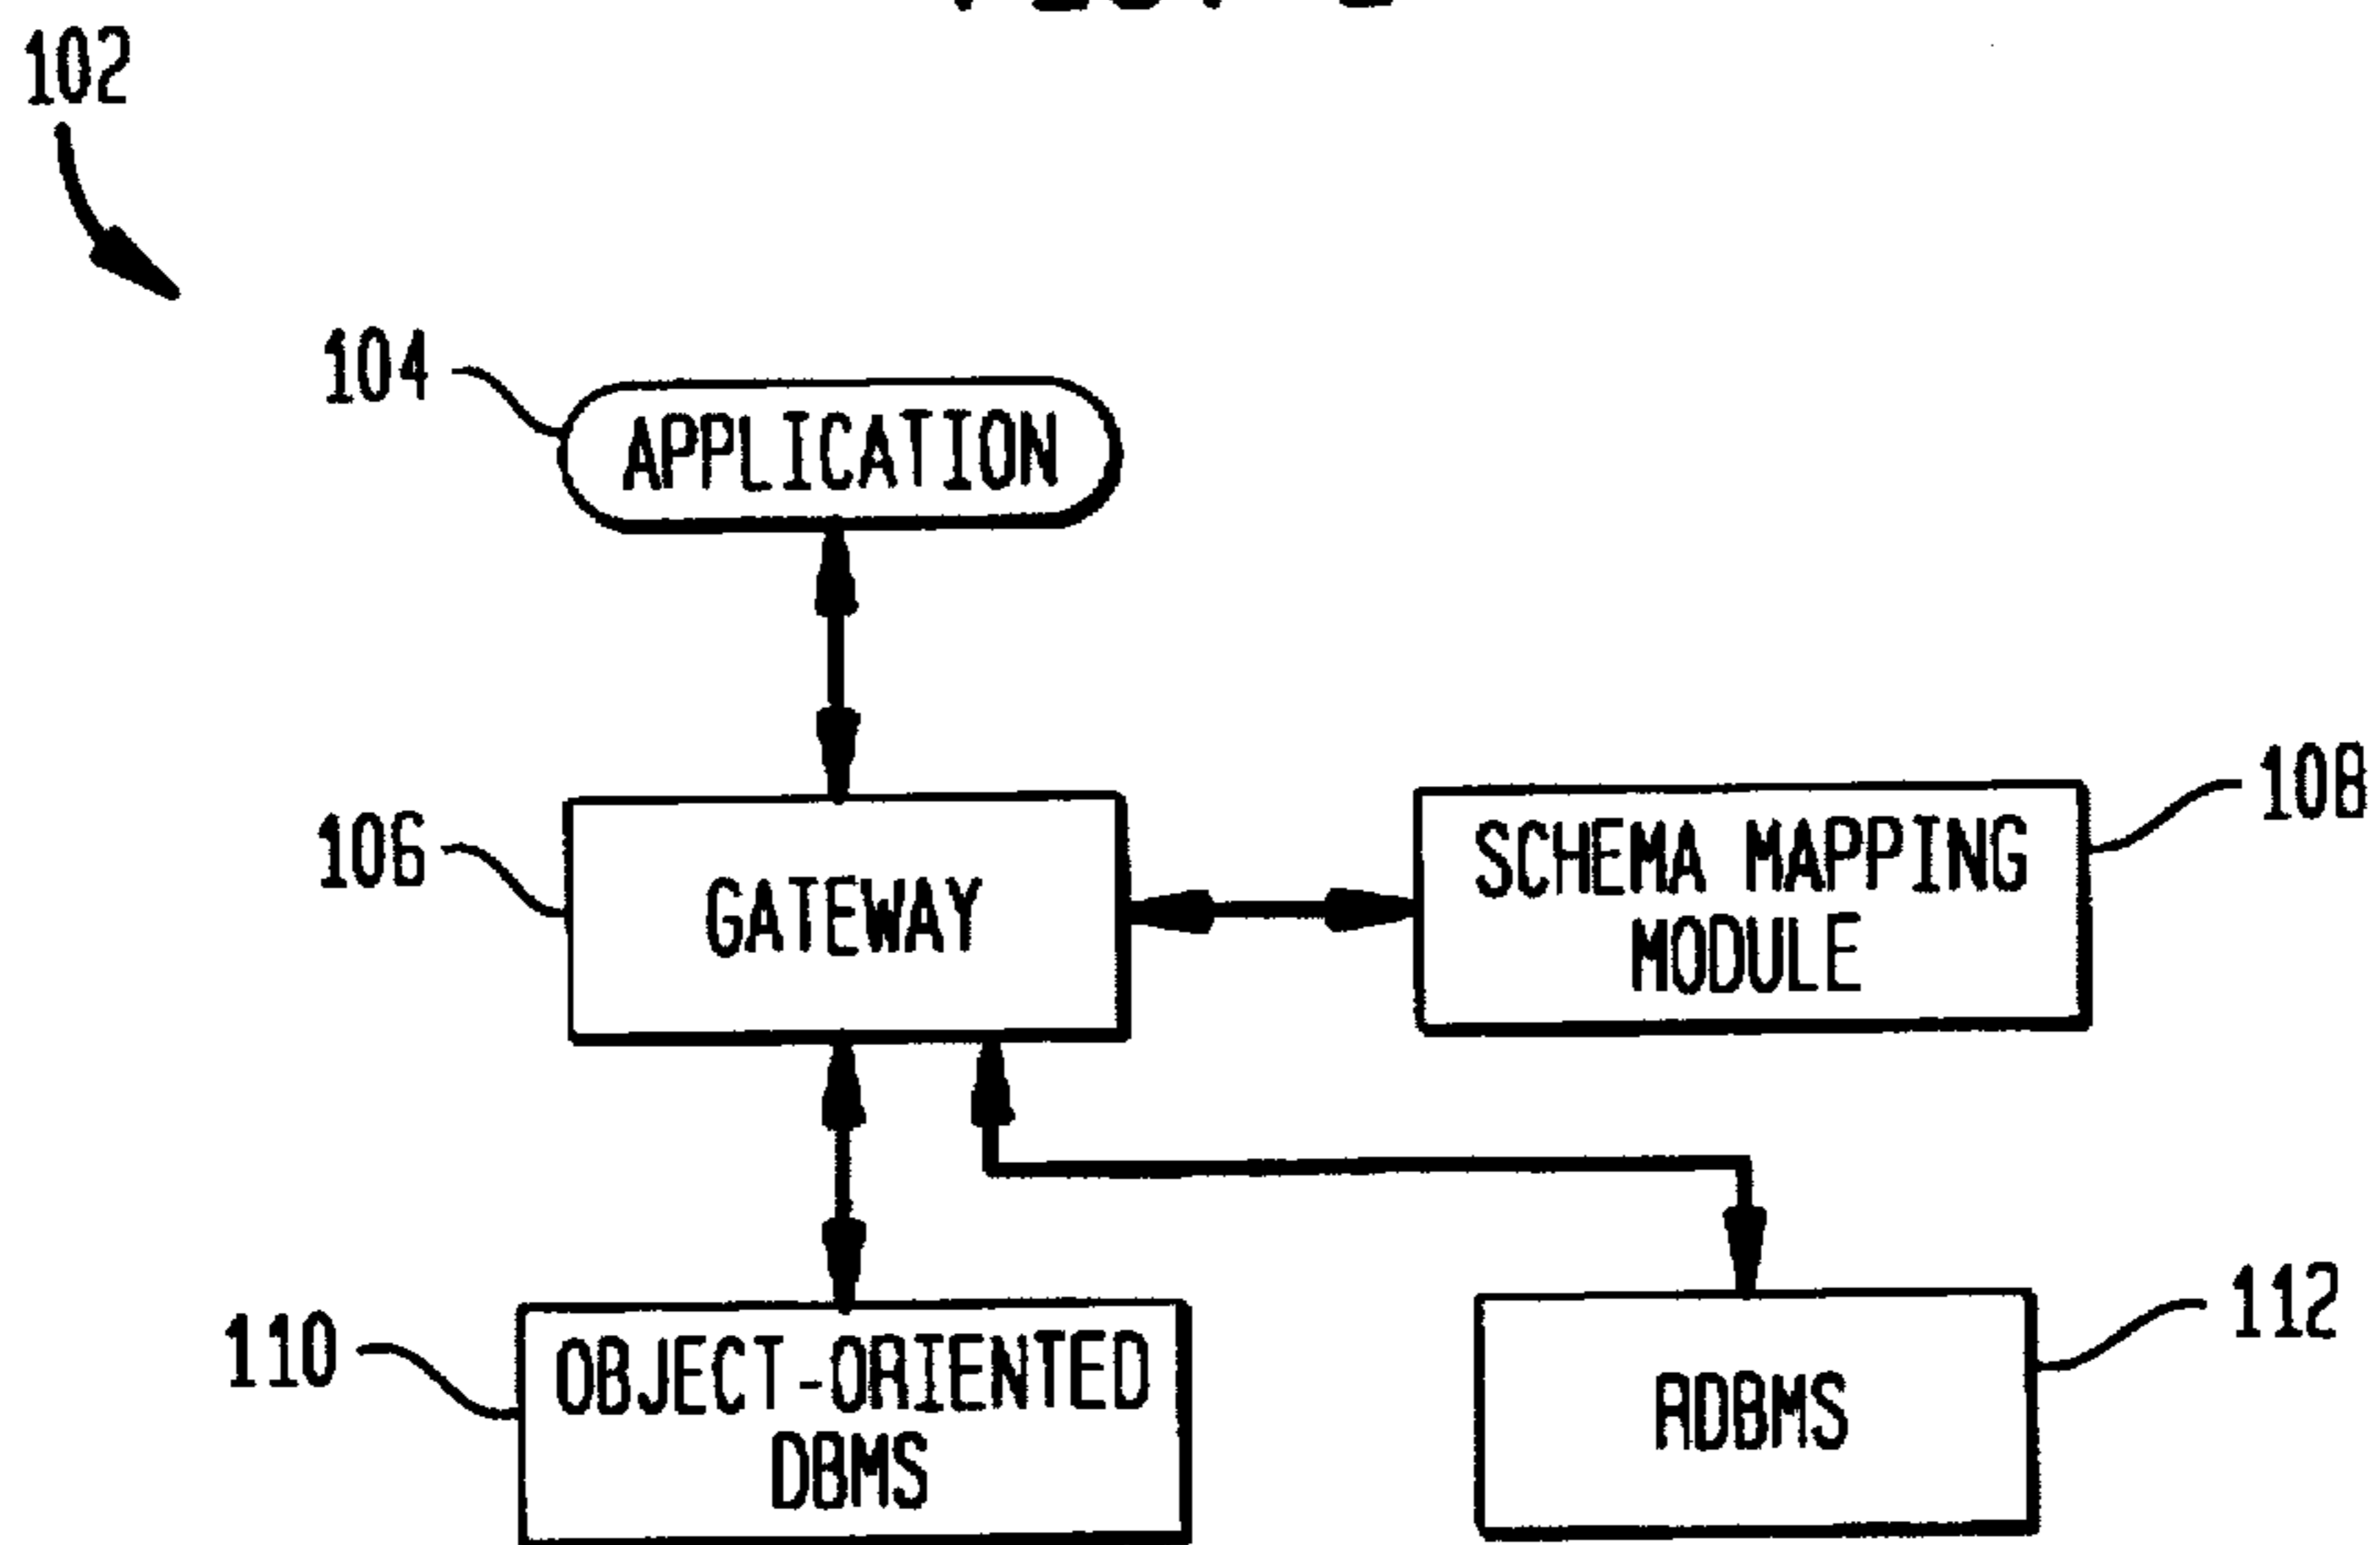 102
104
APPLICATION
106
GATEWAY
SCHEMA MAPPING
MODULE
108
110
OBJECT-ORIENTED
DBMS
RDBMS
112